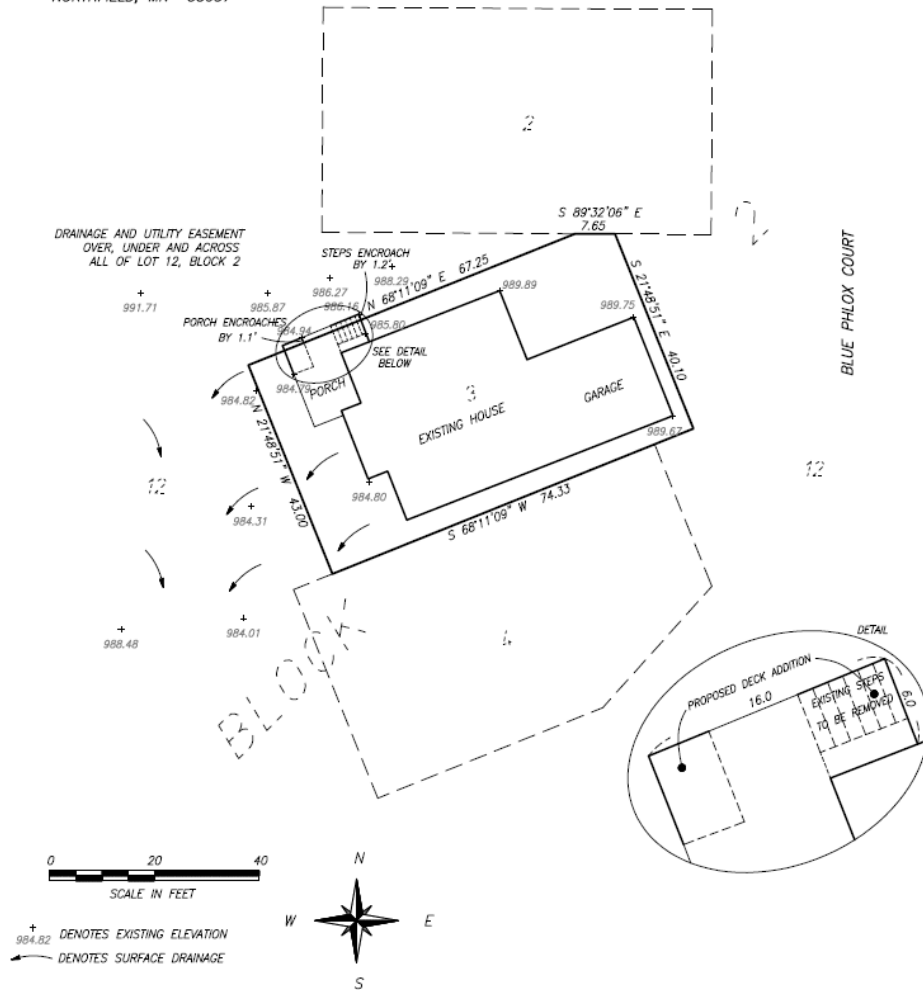 NORTHFIELD, MN 55057
2
S 89°32'06" E
7.65
2
DRAINAGE AND UTILITY EASEMENT
OVER, UNDER AND ACROSS
ALL OF LOT 12, BLOCK 2
STEPS ENCROACH
BY 1.2'
988.29
N 68°11'09" E 67.25
986.27
986.16
991.71
985.87
989.89
S 21°48'51" E 40.10
989.75
BLUE PHLOX COURT
PORCH ENCROACHES
BY 1.1'
984.94
985.80
SEE DETAIL
BELOW
984.79
984.82
PORCH
3
EXISTING HOUSE
GARAGE
989.67
N 21°48'51" W 43.00
12
12
984.80
984.31
S 68°11'09" W 74.33
988.48
984.01
BLOCK
4
DETAIL
PROPOSED DECK ADDITION
16.0
EXISTING STEPS
TO BE REMOVED
6.0
0 20 40
SCALE IN FEET
N
W E
S
984.82 DENOTES EXISTING ELEVATION
DENOTES SURFACE DRAINAGE